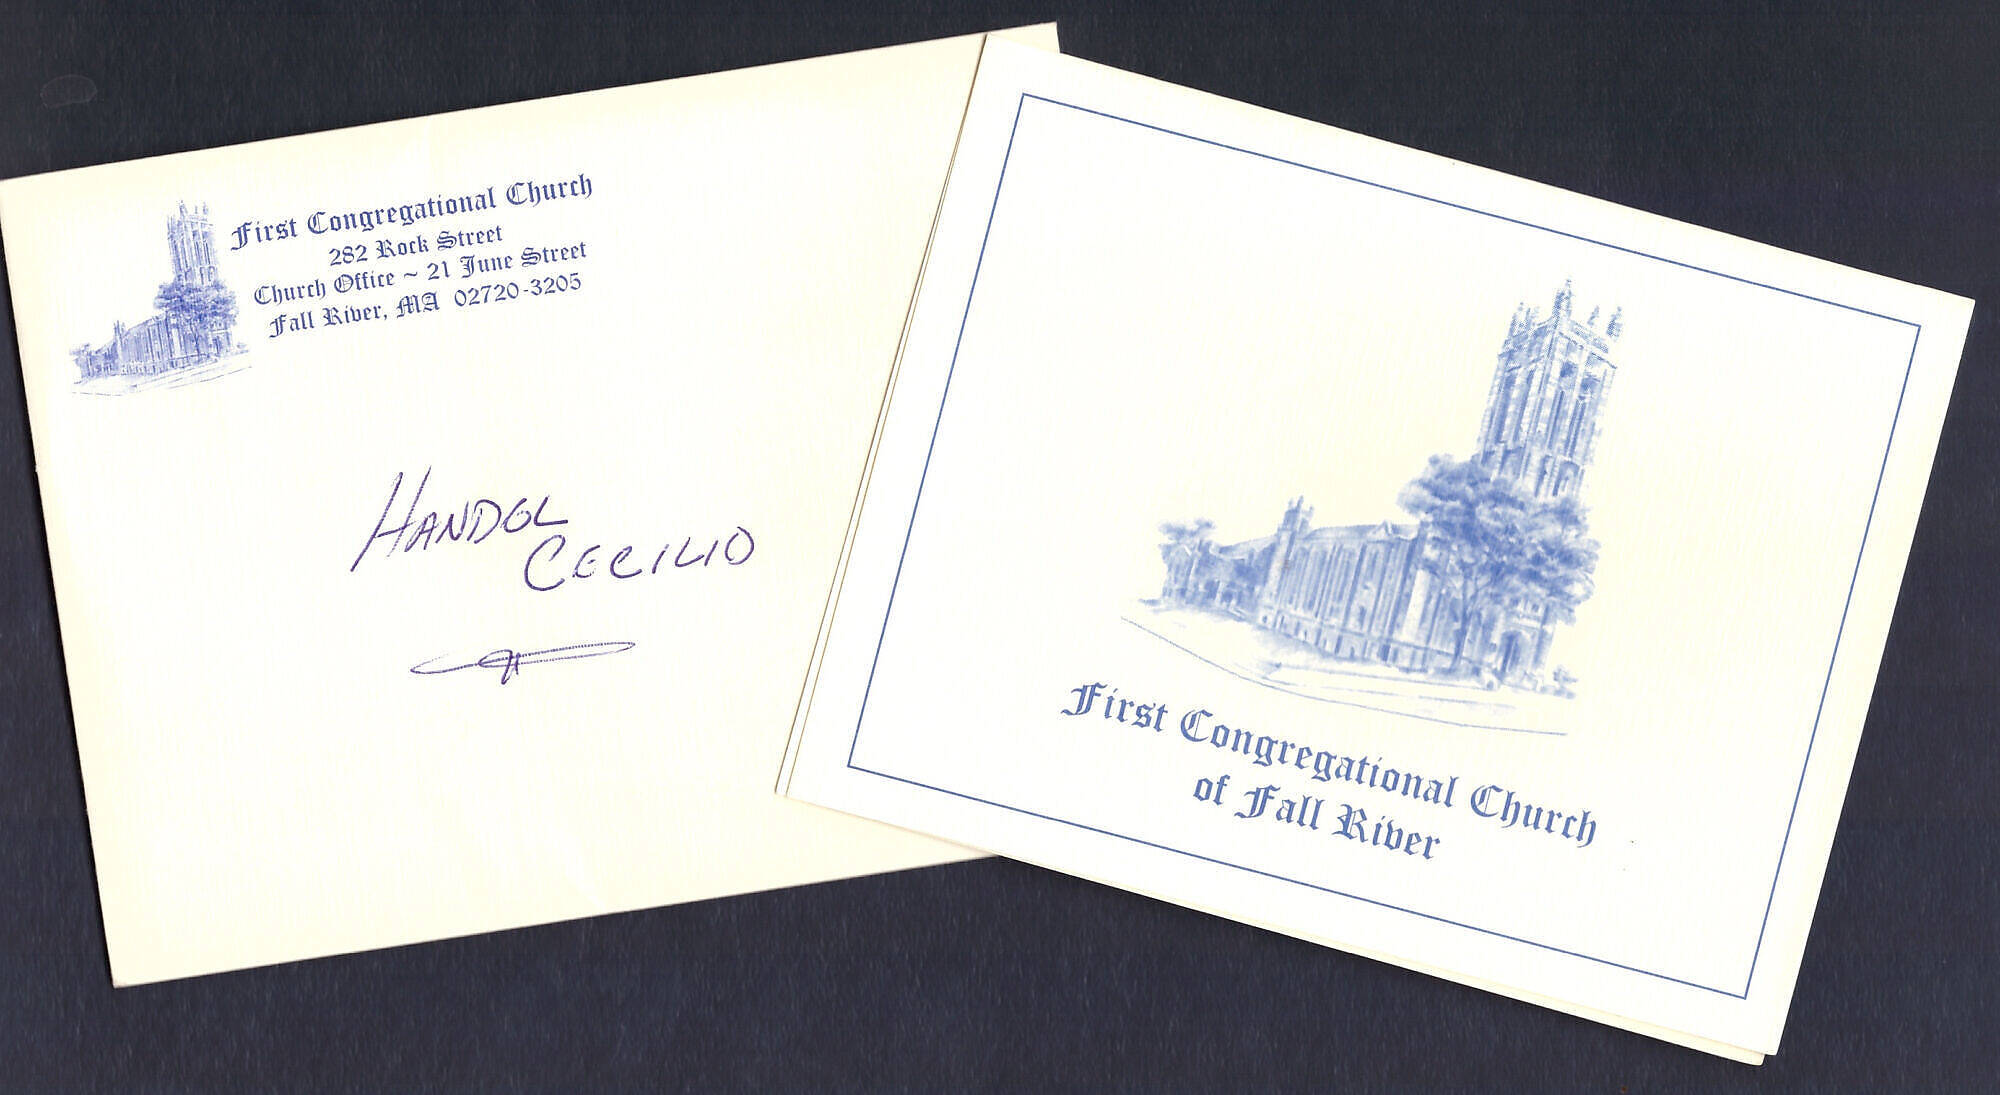 First Congregational Church
282 Rock Street
Church Office ~ 21 June Street
Fall River, MA 02720-3205
HANDEL
CECILIO
First Congregational Church
of Fall River